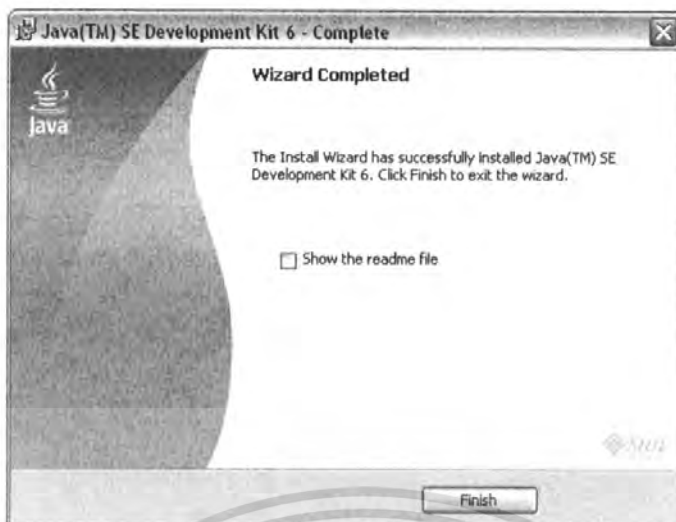 Java(TM) SE Development Kit 6 - Complete
Java
Wizard Completed
The Install Wizard has successfully installed Java(TM) SE
Development Kit 6. Click Finish to exit the wizard.
Show the readme file
Sun
Finish